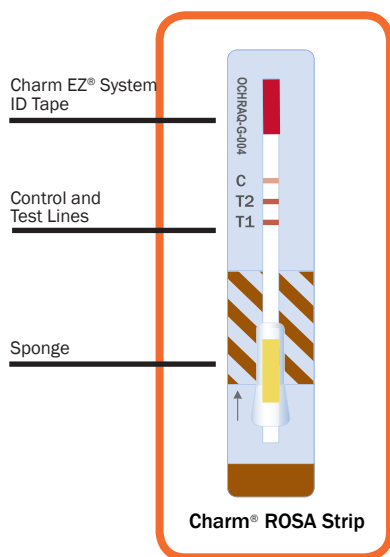 Charm EZ® System
ID Tape
OCHRAQ-G-004
Control and
Test Lines
C
T2
T1
Sponge
Charm® ROSA Strip